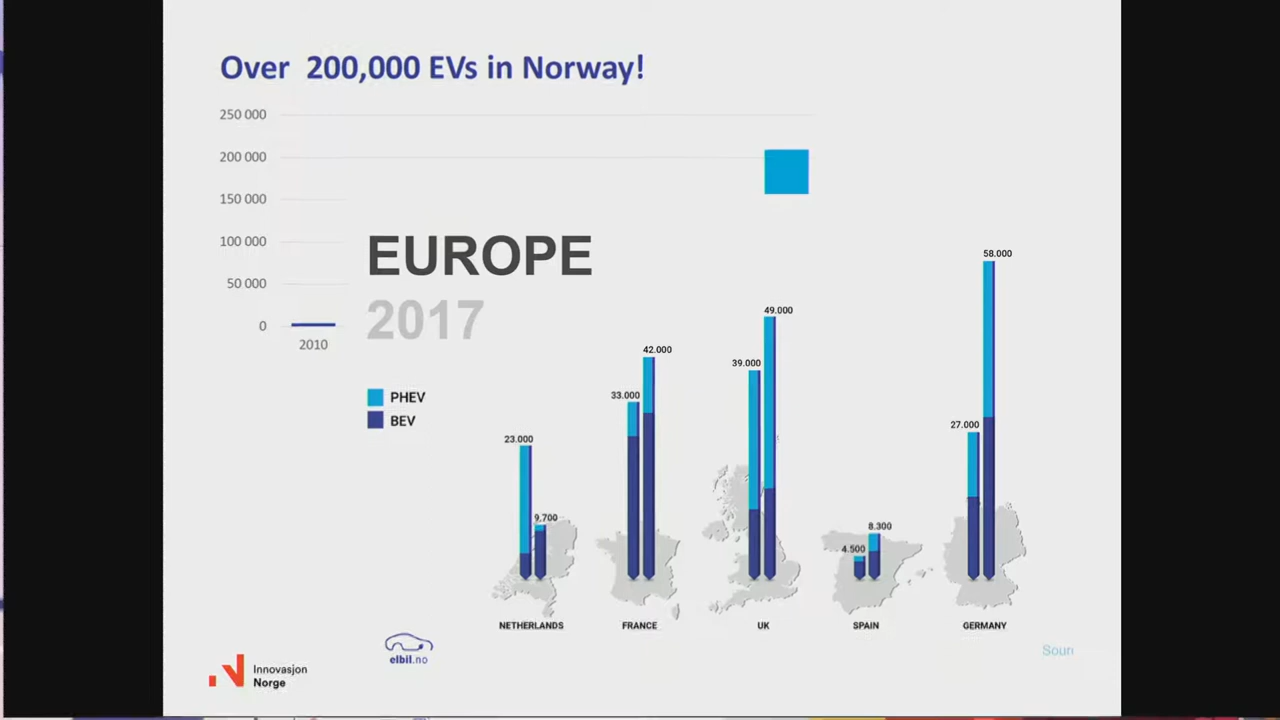 Over 200,000 EVs in Norway!
250 000
200 000
150 000
100 000
50 000
0
2010
EUROPE
2017
PHEV
BEV
23.000
9.700
33.000
42.000
39.000
49.000
4.500
8.300
27.000
58.000
NETHERLANDS
FRANCE
UK
SPAIN
GERMANY
Soun
elbil.no
Innovasjon
Norge